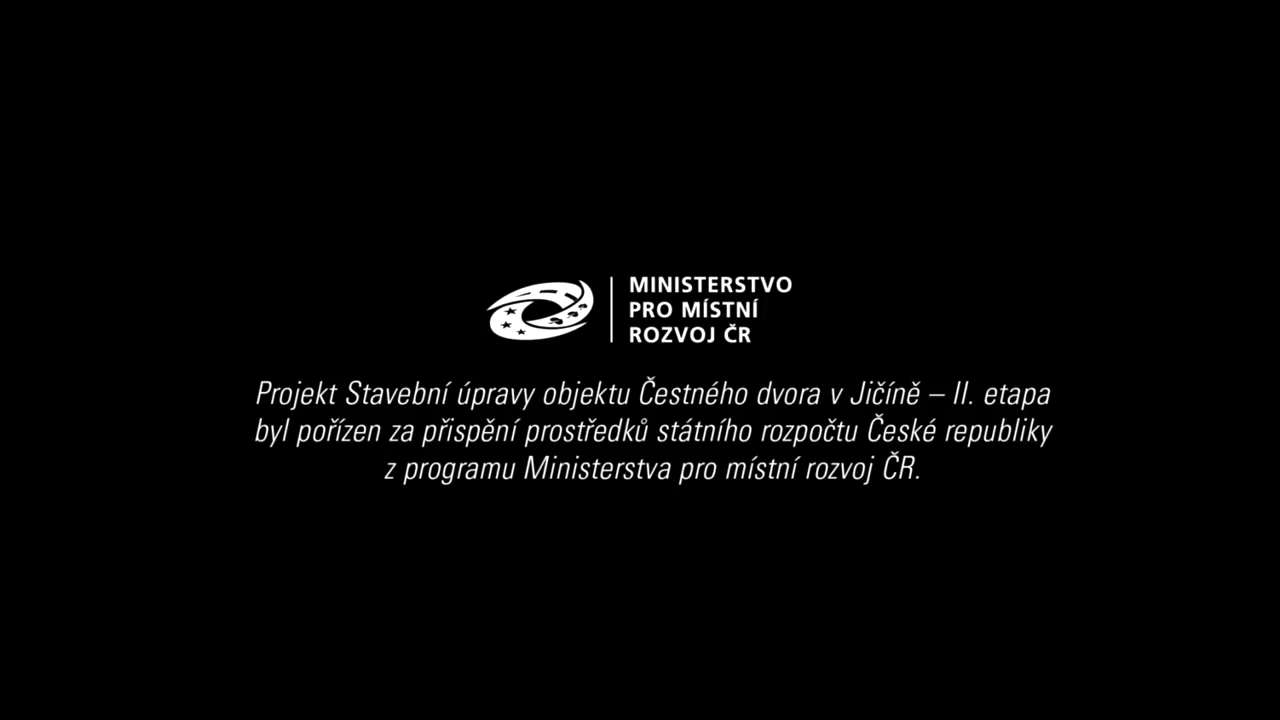 MINISTERSTVO
PRO MÍSTNÍ
ROZVOJ ČR
Projekt Stavební úpravy objektu Čestného dvora v Jičíně – II. etapa
byl pořízen za přispění prostředků státního rozpočtu České republiky
z programu Ministerstva pro místní rozvoj ČR.